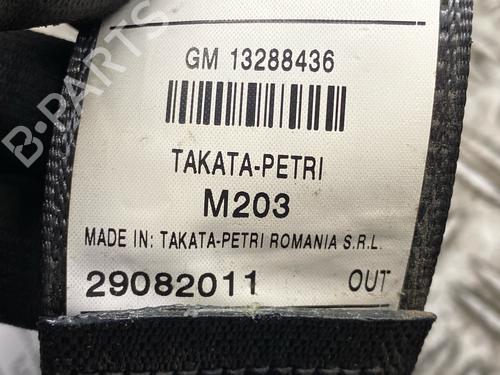 GM 13288436
TAKATA-PETRI
M203
MADE IN: TAKATA-PETRI ROMANIA S.R.L.
29082011 OUT
B-PARTS